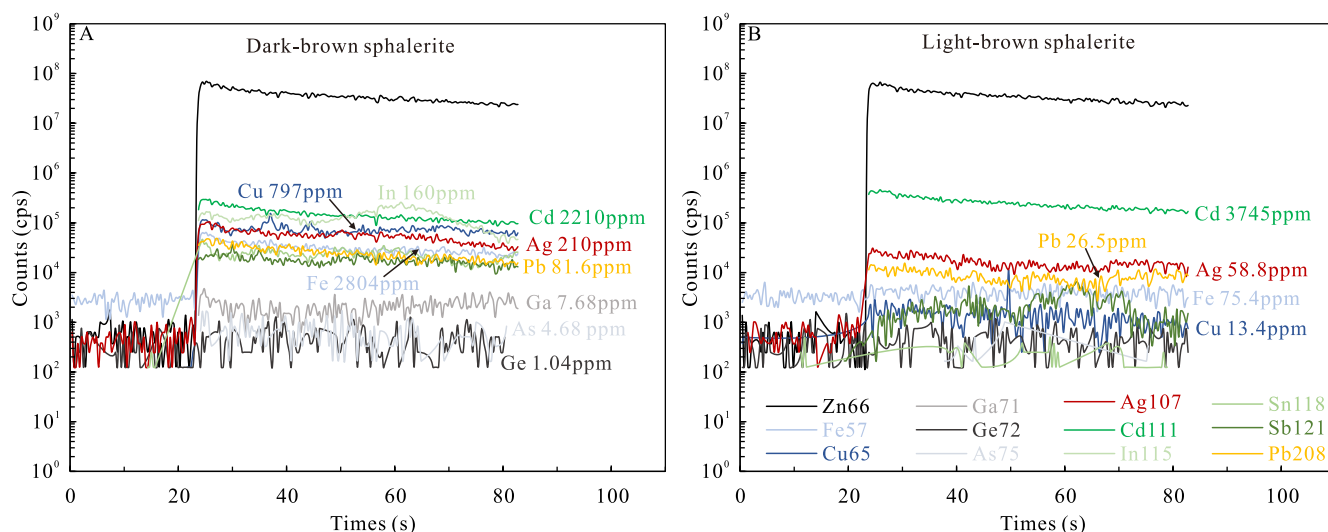 A
Dark-brown sphalerite
Counts (cps)
10⁹
10⁸
10⁷
10⁶
10⁵
10⁴
10³
10²
10¹
10⁰
Cu 797ppm
In 160ppm
Cd 2210ppm
Ag 210ppm
Pb 81.6ppm
Fe 2804ppm
Ga 7.68ppm
As 4.68 ppm
Ge 1.04ppm
0 20 40 60 80 100
Times (s)
B
Light-brown sphalerite
Counts (cps)
10⁹
10⁸
10⁷
10⁶
10⁵
10⁴
10³
10²
10¹
10⁰
Cd 3745ppm
Pb 26.5ppm
Ag 58.8ppm
Fe 75.4ppm
Cu 13.4ppm
Zn66 Ga71 Ag107 Sn118
Fe57 Ge72 Cd111 Sb121
Cu65 As75 In115 Pb208
0 20 40 60 80 100
Times (s)